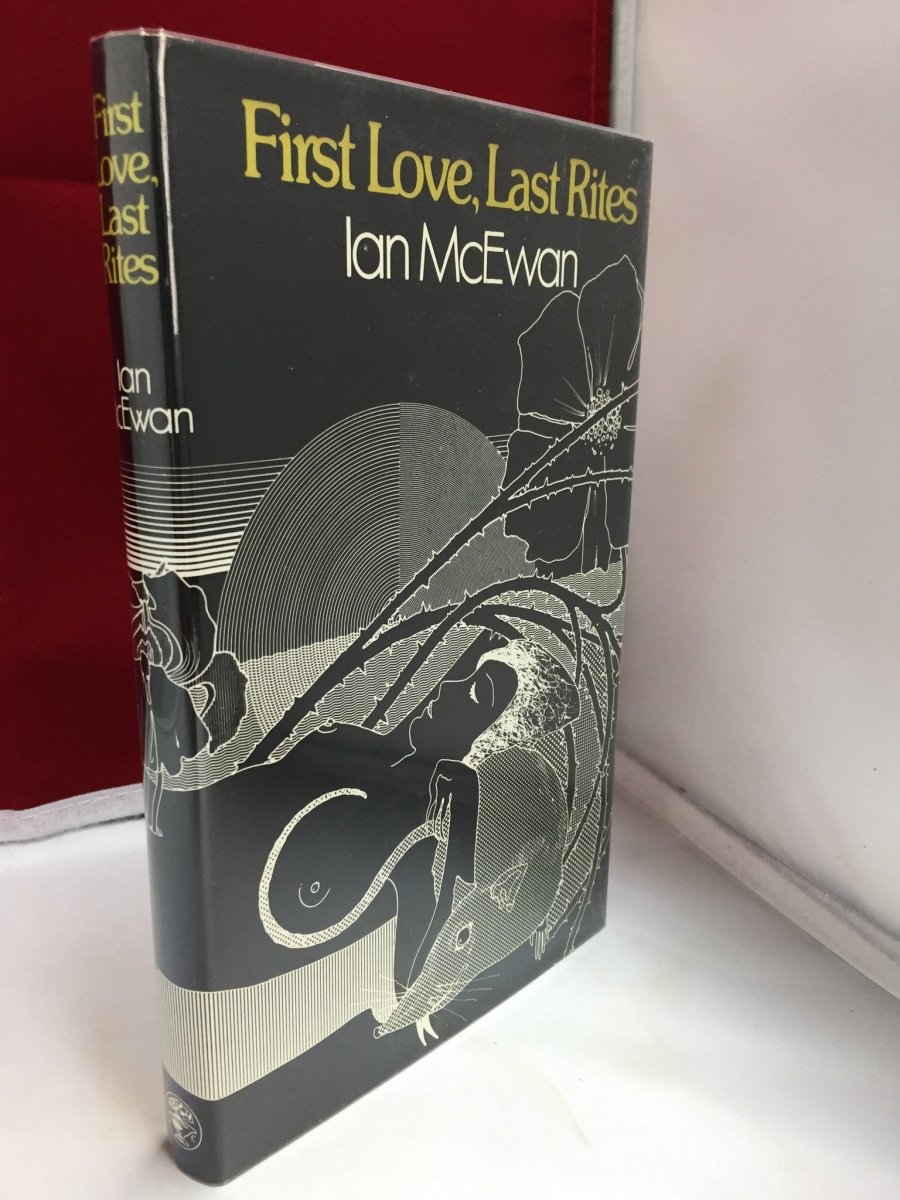 First Love, Last Rites
Ian McEwan
First
Love,
Last
Rites
Ian
McEwan